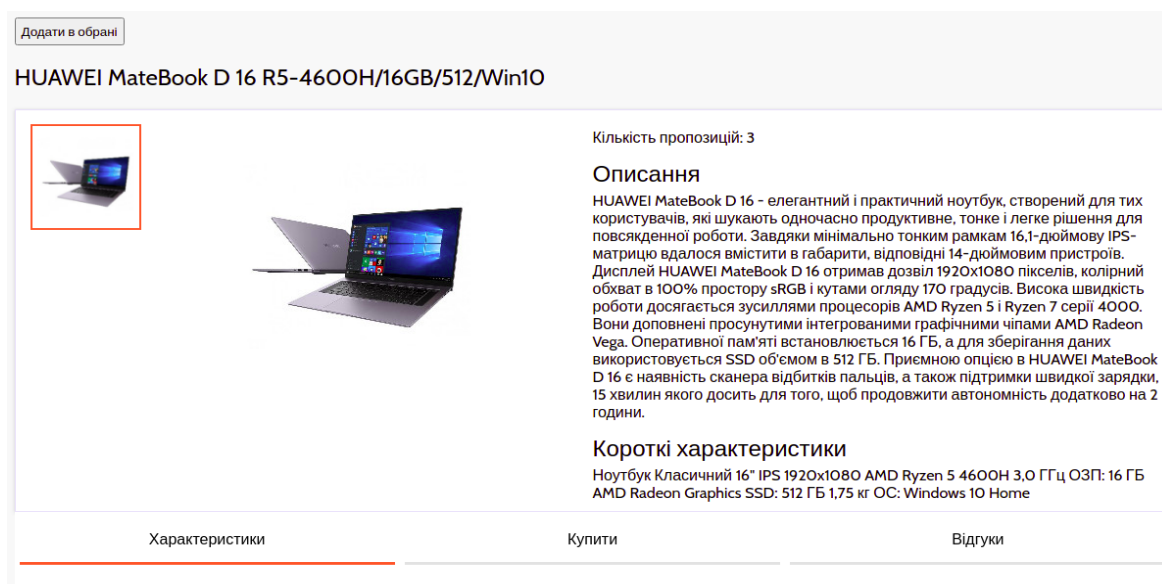 Додати в обрані
HUAWEI MateBook D 16 R5-4600H/16GB/512/Win10
Кількість пропозицій: 3
Описання
HUAWEI MateBook D 16 - елегантний і практичний ноутбук, створений для тих
користувачів, які шукають одночасно продуктивне, тонке і легке рішення для
повсякденної роботи. Завдяки мінімально тонким рамкам 16,1-дюймову IPS-
матрицю вдалося вмістити в габарити, відповідні 14-дюймовим пристроїв.
Дисплей HUAWEI MateBook D 16 отримав дозвіл 1920x1080 пікселів, колірний
обхват в 100% простору sRGB і кутами огляду 170 градусів. Висока швидкість
роботи досягається зусиллями процесорів AMD Ryzen 5 і Ryzen 7 серії 4000.
Вони доповнені просунутими інтегрованими графічними чіпами AMD Radeon
Vega. Оперативної пам'яті встановлюється 16 ГБ, а для зберігання даних
використовується SSD об'ємом в 512 ГБ. Приємною опцією в HUAWEI MateBook
D 16 є наявність сканера відбитків пальців, а також підтримки швидкої зарядки,
15 хвилин якого досить для того, щоб продовжити автономність додатково на 2
години.
Короткі характеристики
Ноутбук Класичний 16" IPS 1920x1080 AMD Ryzen 5 4600H 3,0 ГГц ОЗП: 16 ГБ
AMD Radeon Graphics SSD: 512 ГБ 1,75 кг ОС: Windows 10 Home
Характеристики
Купити
Відгуки